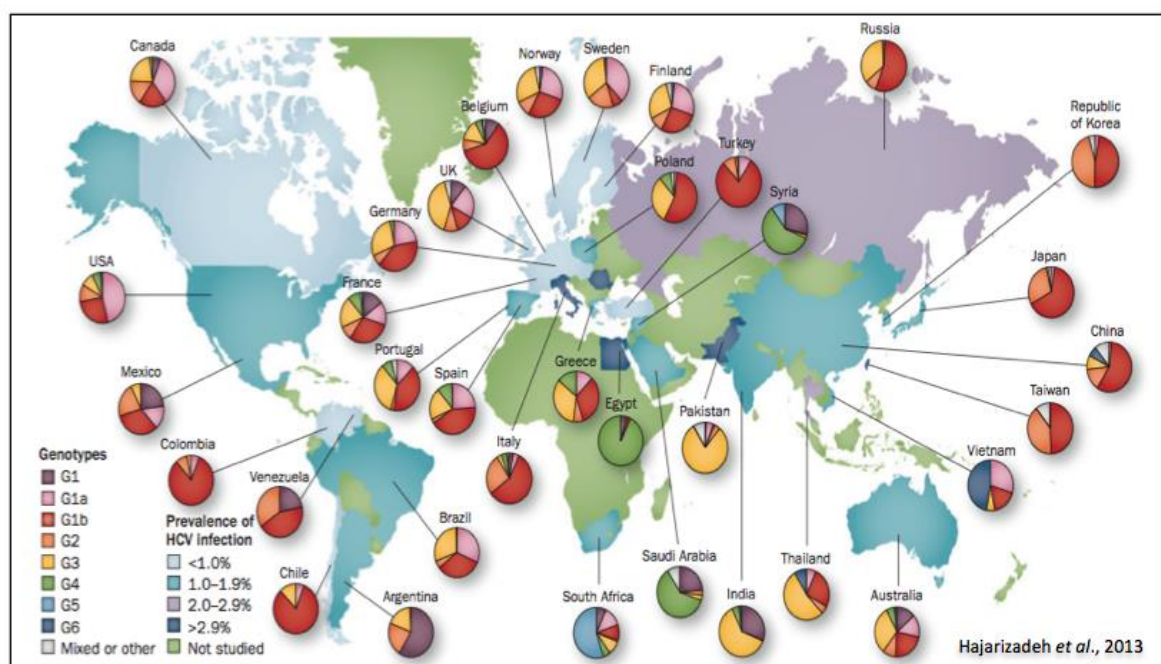 Canada
Norway
Sweden
Finland
Russia
Belgium
UK
Poland
Turkey
Syria
Republic
of Korea
Germany
USA
France
Japan
China
Portugal
Spain
Greece
Egypt
Pakistan
Taiwan
Mexico
Colombia
Venezuela
Italy
Vietnam
Brazil
Saudi Arabia
Thailand
Chile
Argentina
South Africa
India
Australia
Genotypes
G1
G1a
G1b
G2
G3
G4
G5
G6
Mixed or other
Prevalence of
HCV infection
<1.0%
1.0–1.9%
2.0–2.9%
>2.9%
Not studied
Hajarizadeh et al., 2013